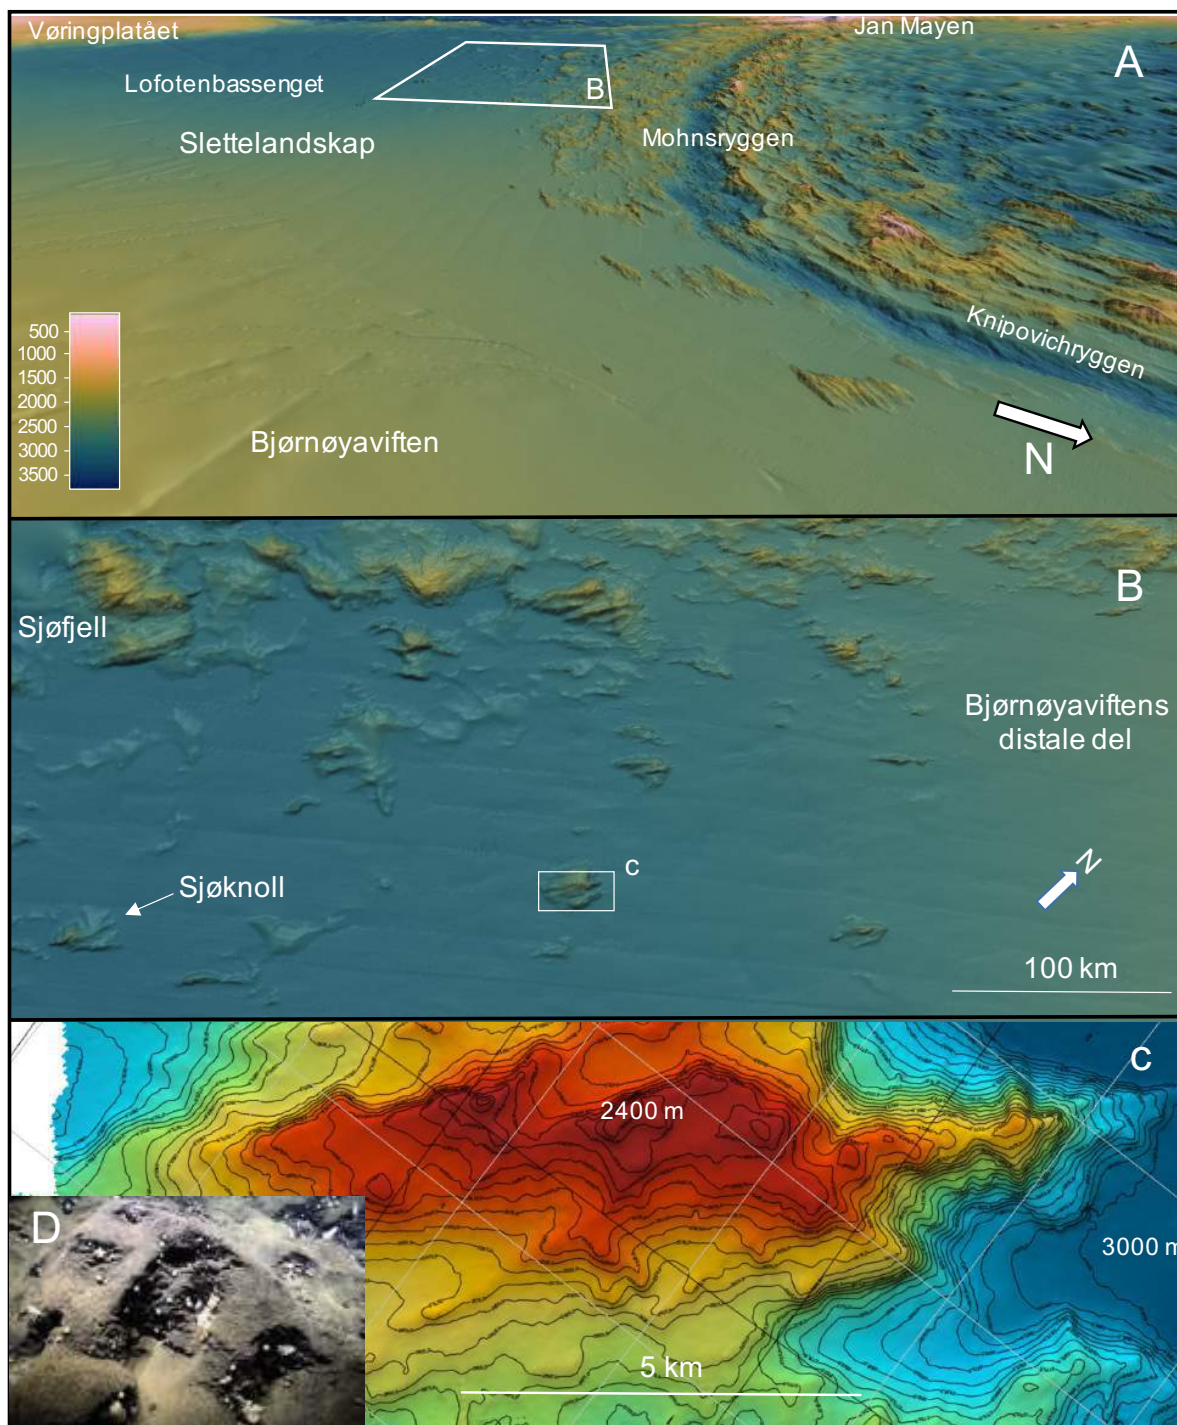 Vøringplatået
Jan Mayen
A
Lofotenbassenget
B
Slettelandskap
Mohnsryggen
Knipovichryggen
500
1000
1500
2000
2500
3000
3500
Bjørnøyaviften
N
B
Sjøfjell
Bjørnøyaviftens
distale del
c
Sjøknoll
N
100 km
c
2400 m
D
3000 m
5 km